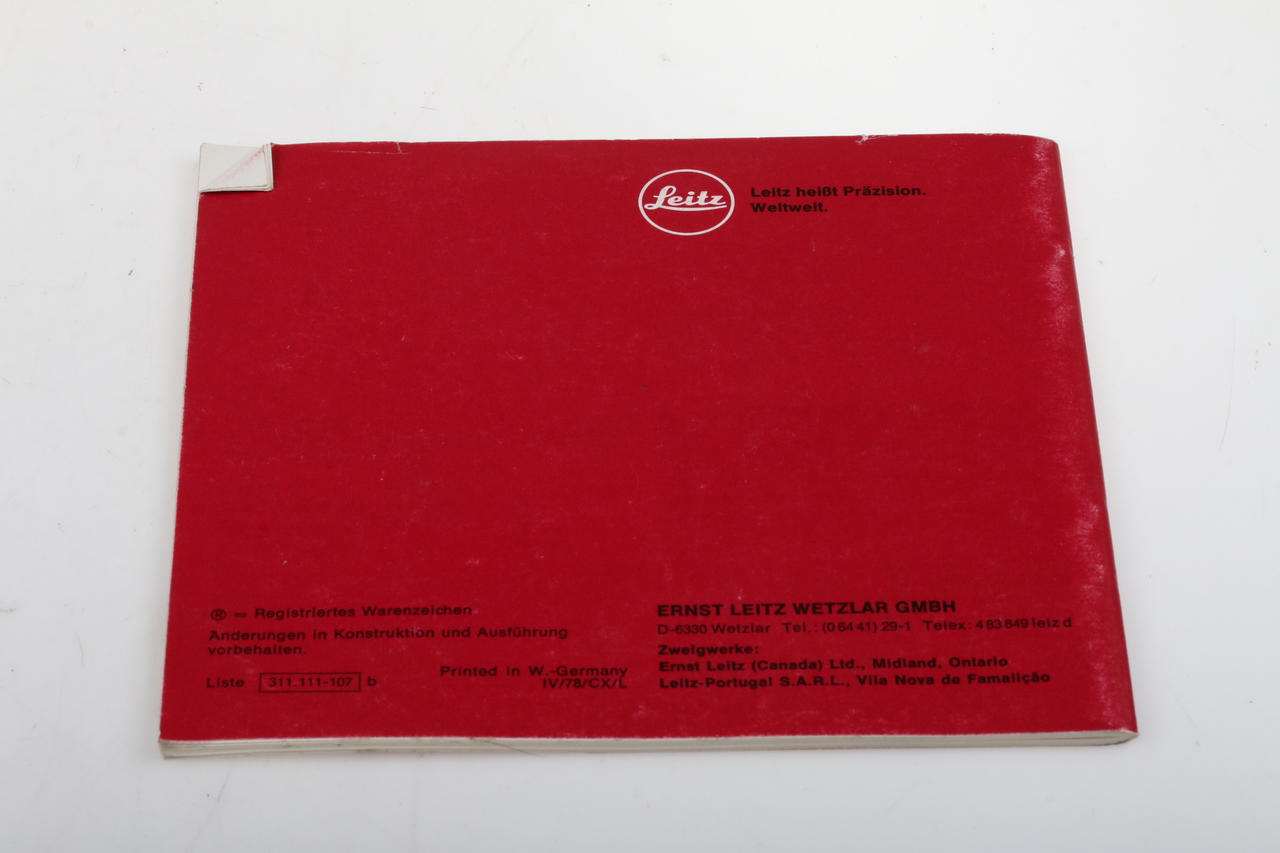 Leitz
Leitz heißt Präzision.
Weltweit.
® = Registriertes Warenzeichen
Änderungen in Konstruktion und Ausführung
vorbehalten.
Liste 311.111-107 b
Printed in W.-Germany
IV/78/CX/L
ERNST LEITZ WETZLAR GMBH
D-6330 Wetzlar Tel.: (0 64 41) 29-1 Telex: 4 83 849 leiz d
Zweigwerke:
Ernst Leitz (Canada) Ltd., Midland, Ontario
Leitz-Portugal S.A.R.L., Vila Nova de Famalição